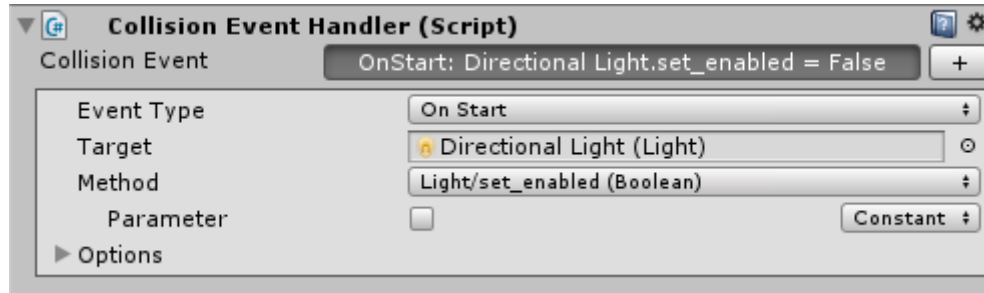 Collision Event Handler (Script)
Collision Event OnStart: Directional Light.set_enabled = False +
Event Type On Start
Target Directional Light (Light)
Method Light/set_enabled (Boolean)
Parameter Constant
Options